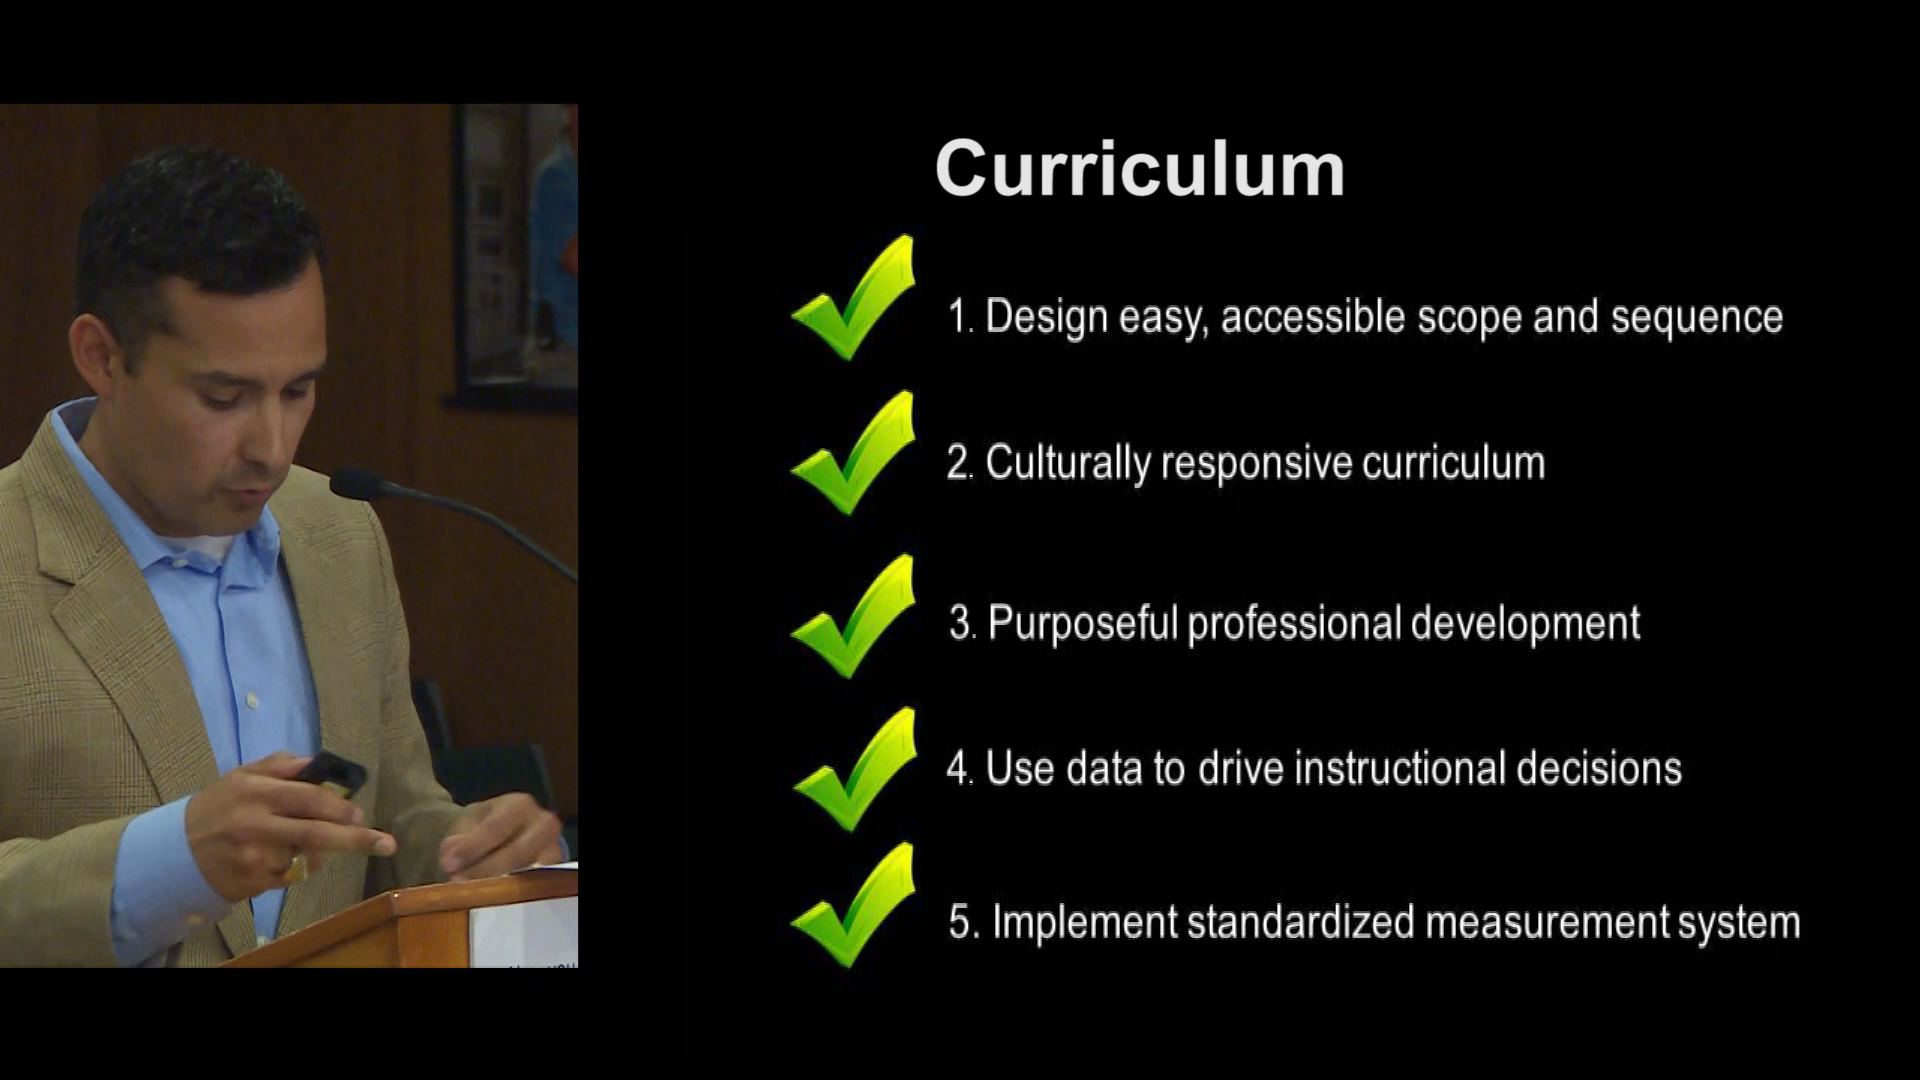 Curriculum
1. Design easy, accessible scope and sequence
2. Culturally responsive curriculum
3. Purposeful professional development
4. Use data to drive instructional decisions
5. Implement standardized measurement system